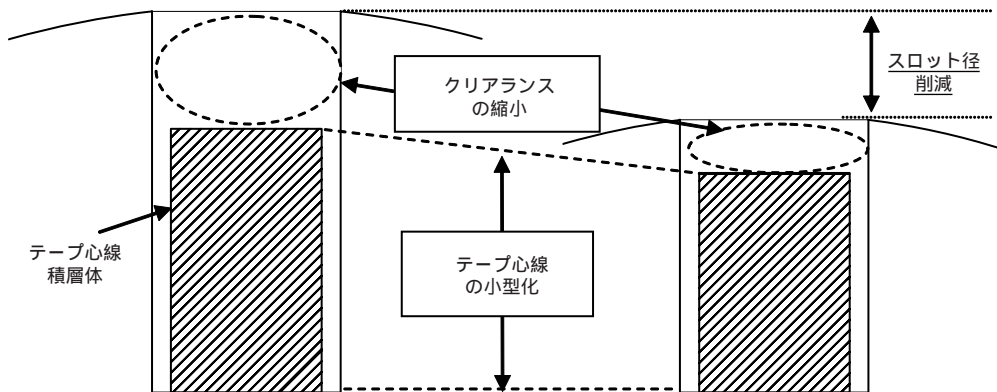 クリアランス
の縮小
スロット径
削減
テープ心線
積層体
テープ心線
の小型化